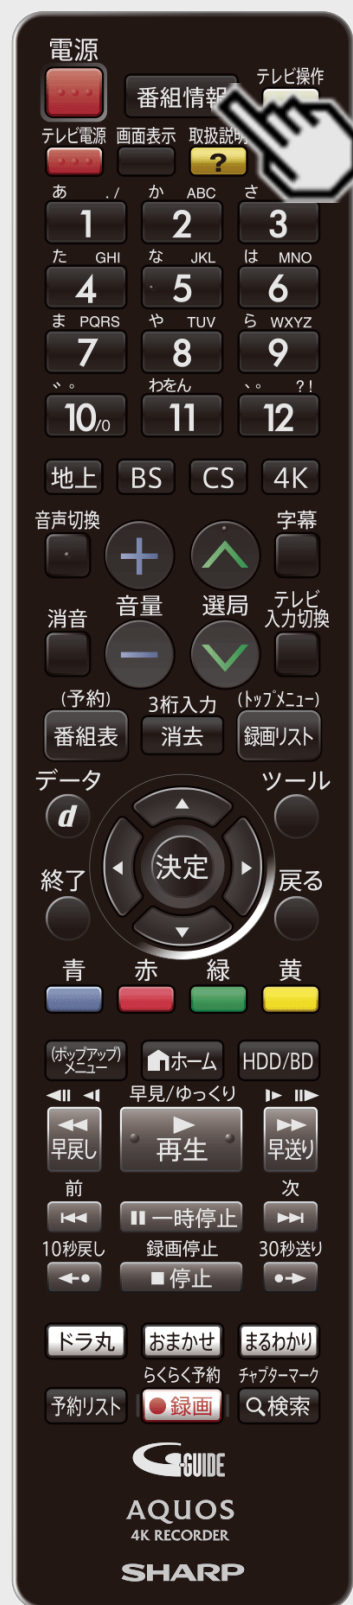 電源
番組情報
テレビ操作
テレビ電源 画面表示 取扱説明
?
あ ./ か ABC さ
1 2 3
た GHI な JKL は MNO
4 5 6
ま PQRS や TUV ら WXYZ
7 8 9
゛゜ わをん 、。 ?!
10/0 11 12
地上 BS CS 4K
音声切換 字幕
+
消音 音量 選局 テレビ
入力切換
−
(予約) 3桁入力 (トップメニュー)
番組表 消去 録画リスト
データ ツール
d
決定
終了 戻る
青 赤 緑 黄
(ポップアップ)
メニュー ホーム HDD/BD
早見/ゆっくり
早戻し 再生 早送り
前 次
一時停止
10秒戻し 録画停止 30秒送り
停止
ドラ丸 おまかせ まるわかり
らくらく予約 チャプターマーク
予約リスト 録画 検索
G-GUIDE
AQUOS
4K RECORDER
SHARP